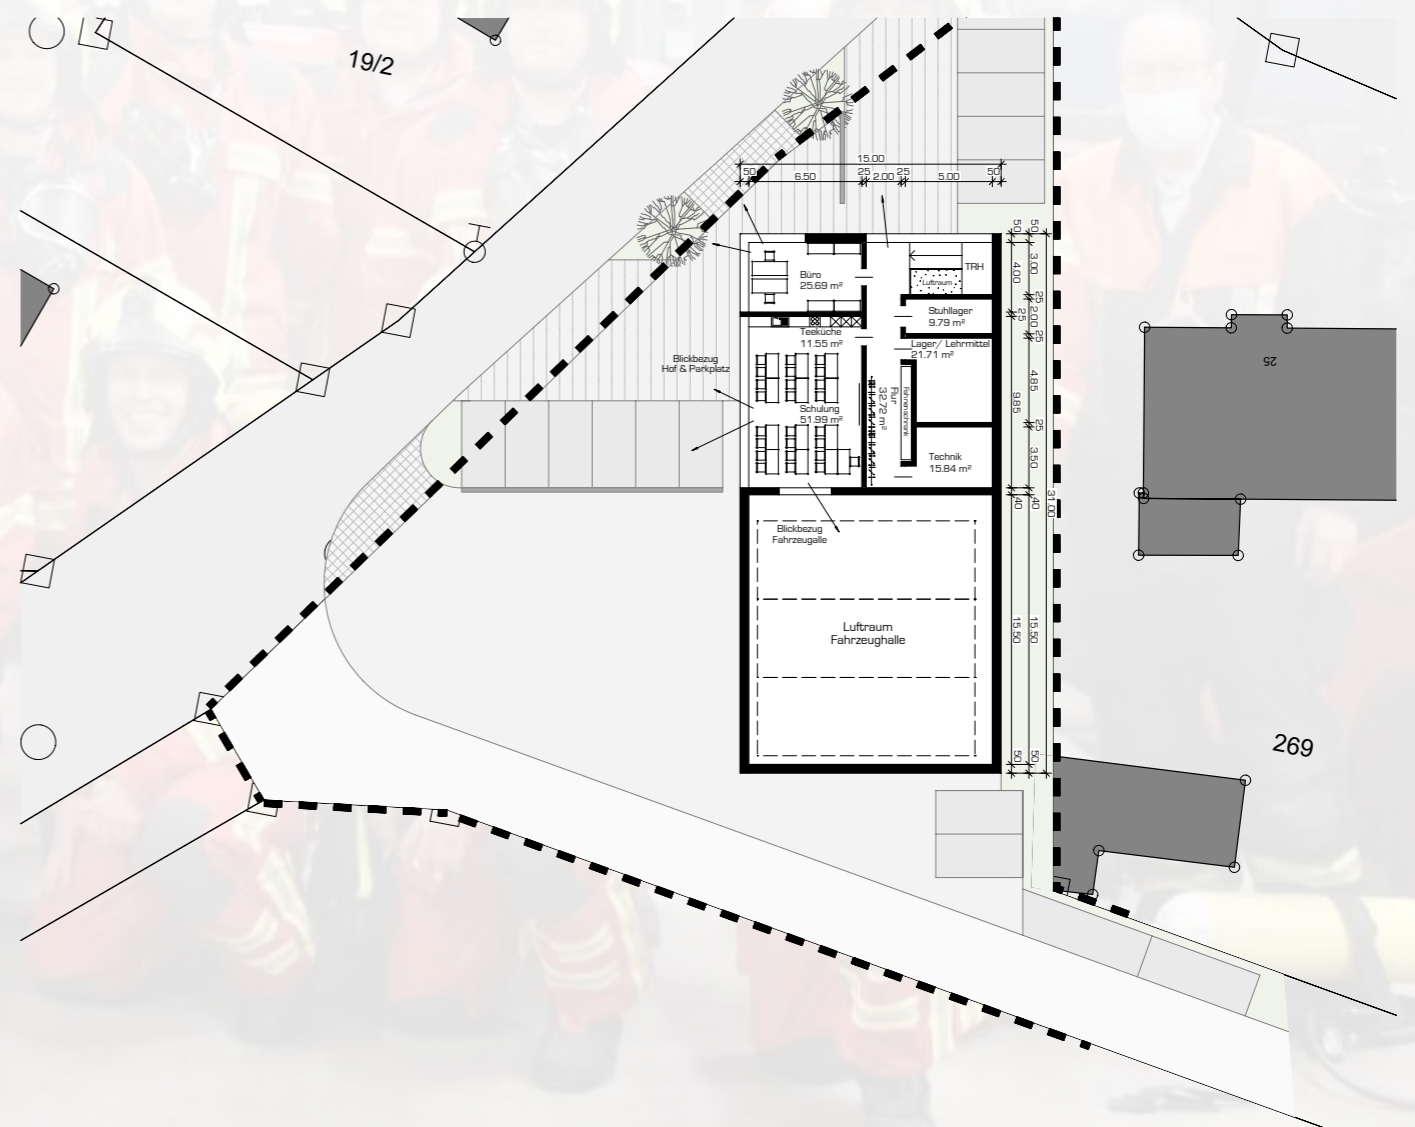 19/2
15.00
50
6.50
25
2.00
25
5.00
50
Büro
25.69 m²
TRH
Luftraum
Stuhllager
9.79 m²
Teeküche
11.55 m²
Lager/ Lehrmittel
21.71 m²
Blickbezug
Hof & Parkplatz
Schulung
51.99 m²
Flur
32.72 m²
Fahnenschrank
Technik
15.84 m²
Blickbezug
Fahrzeugalle
Luftraum
Fahrzeughalle
50
50
4.00
3.00
25
25
2.00
25
9.85
4.85
25
3.50
40
40
31.00
15.50
15.50
50
50
25
269